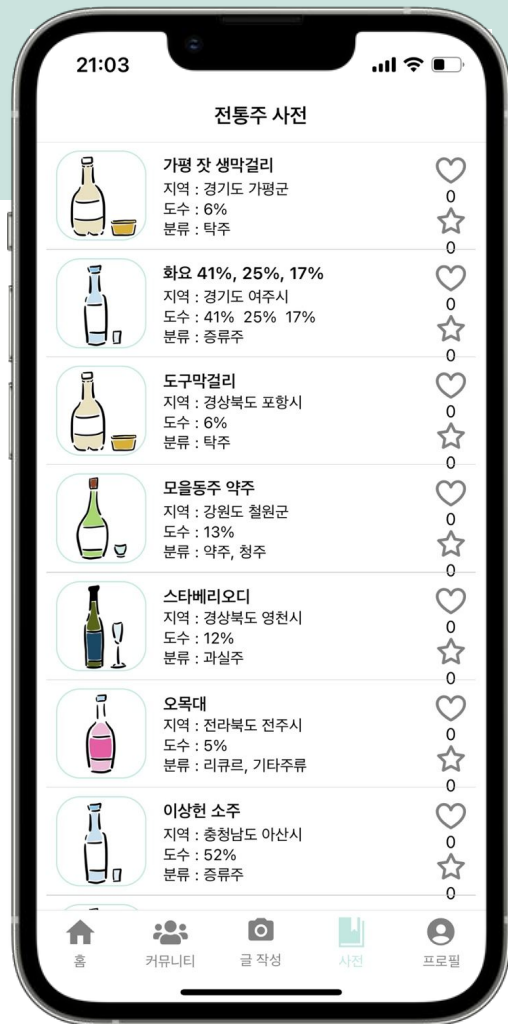 21:03
전통주 사전
가평 잣 생막걸리
지역 : 경기도 가평군
도수 : 6%
분류 : 탁주
0
0
화요 41%, 25%, 17%
지역 : 경기도 여주시
도수 : 41%  25%  17%
분류 : 증류주
0
0
도구막걸리
지역 : 경상북도 포항시
도수 : 6%
분류 : 탁주
0
0
모을동주 약주
지역 : 강원도 철원군
도수 : 13%
분류 : 약주, 청주
0
0
스타베리오디
지역 : 경상북도 영천시
도수 : 12%
분류 : 과실주
0
0
오목대
지역 : 전라북도 전주시
도수 : 5%
분류 : 리큐르, 기타주류
0
0
이상헌 소주
지역 : 충청남도 아산시
도수 : 52%
분류 : 증류주
0
0
홈
커뮤니티
글 작성
사전
프로필